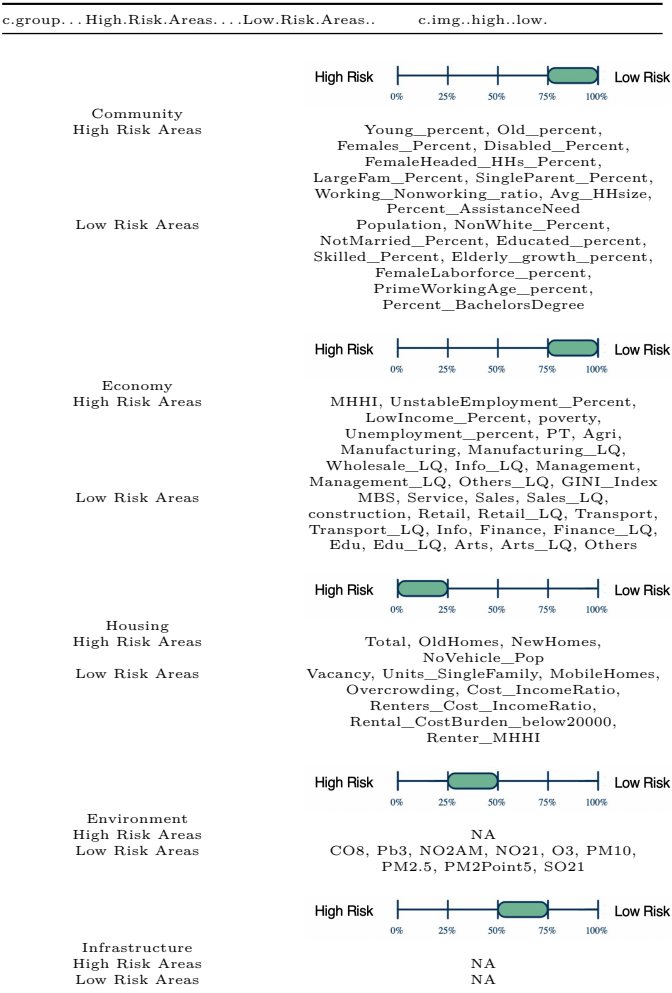 c.group...High.Risk.Areas....Low.Risk.Areas.. c.img..high..low.
High Risk Low Risk
0% 25% 50% 75% 100%
Community
High Risk Areas Young_percent, Old_percent,
Females_Percent, Disabled_Percent,
FemaleHeaded_HHs_Percent,
LargeFam_Percent, SingleParent_Percent,
Working_Nonworking_ratio, Avg_HHsize,
Percent_AssistanceNeed
Low Risk Areas Population, NonWhite_Percent,
NotMarried_Percent, Educated_percent,
Skilled_Percent, Elderly_growth_percent,
FemaleLaborforce_percent,
PrimeWorkingAge_percent,
Percent_BachelorsDegree
High Risk Low Risk
0% 25% 50% 75% 100%
Economy
High Risk Areas MHHI, UnstableEmployment_Percent,
LowIncome_Percent, poverty,
Unemployment_percent, PT, Agri,
Manufacturing, Manufacturing_LQ,
Wholesale_LQ, Info_LQ, Management,
Management_LQ, Others_LQ, GINI_Index
Low Risk Areas MBS, Service, Sales, Sales_LQ,
construction, Retail, Retail_LQ, Transport,
Transport_LQ, Info, Finance, Finance_LQ,
Edu, Edu_LQ, Arts, Arts_LQ, Others
High Risk Low Risk
0% 25% 50% 75% 100%
Housing
High Risk Areas Total, OldHomes, NewHomes,
NoVehicle_Pop
Low Risk Areas Vacancy, Units_SingleFamily, MobileHomes,
Overcrowding, Cost_IncomeRatio,
Renters_Cost_IncomeRatio,
Rental_CostBurden_below20000,
Renter_MHHI
High Risk Low Risk
0% 25% 50% 75% 100%
Environment
High Risk Areas NA
Low Risk Areas CO8, Pb3, NO2AM, NO21, O3, PM10,
PM2.5, PM2Point5, SO21
High Risk Low Risk
0% 25% 50% 75% 100%
Infrastructure
High Risk Areas NA
Low Risk Areas NA